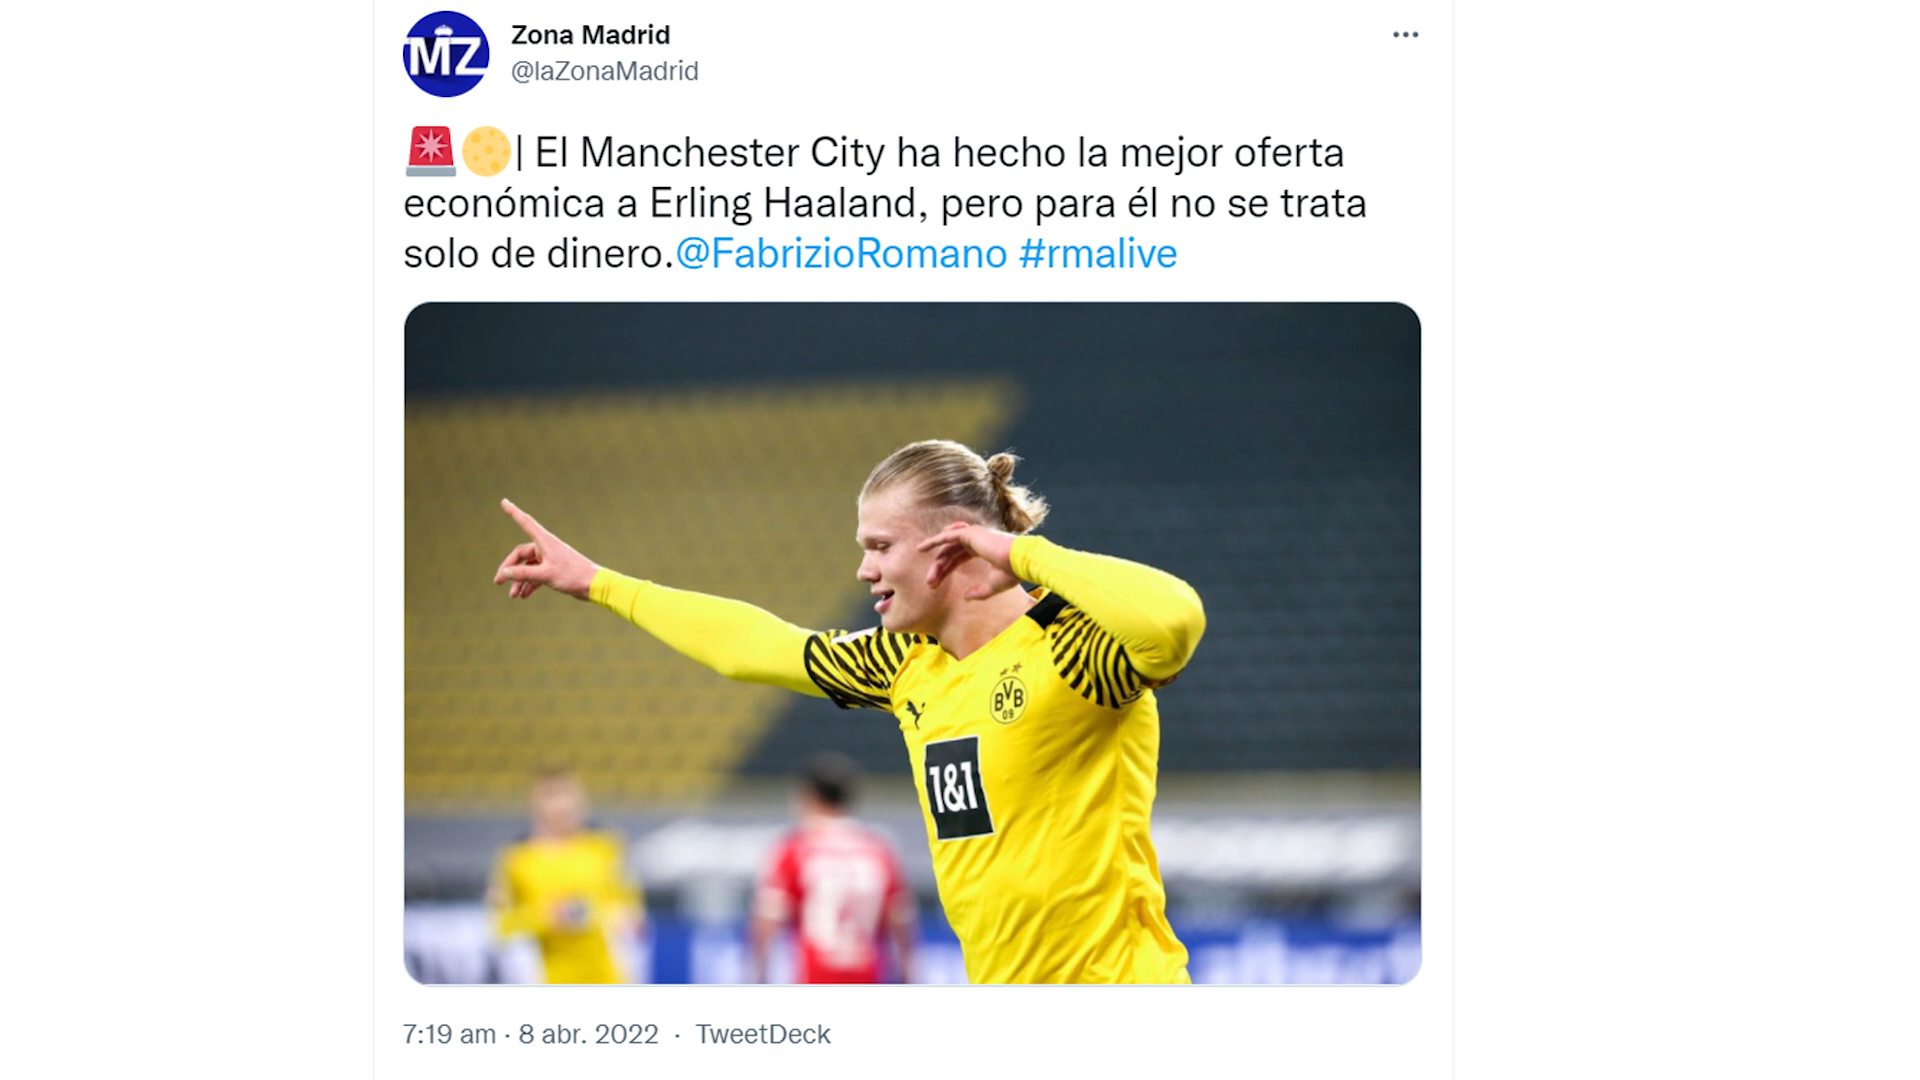 MZ
Zona Madrid
@laZonaMadrid
🚨🌕| El Manchester City ha hecho la mejor oferta
económica a Erling Haaland, pero para él no se trata
solo de dinero.@FabrizioRomano #rmalive
BVB
09
1&1
7:19 am · 8 abr. 2022 · TweetDeck